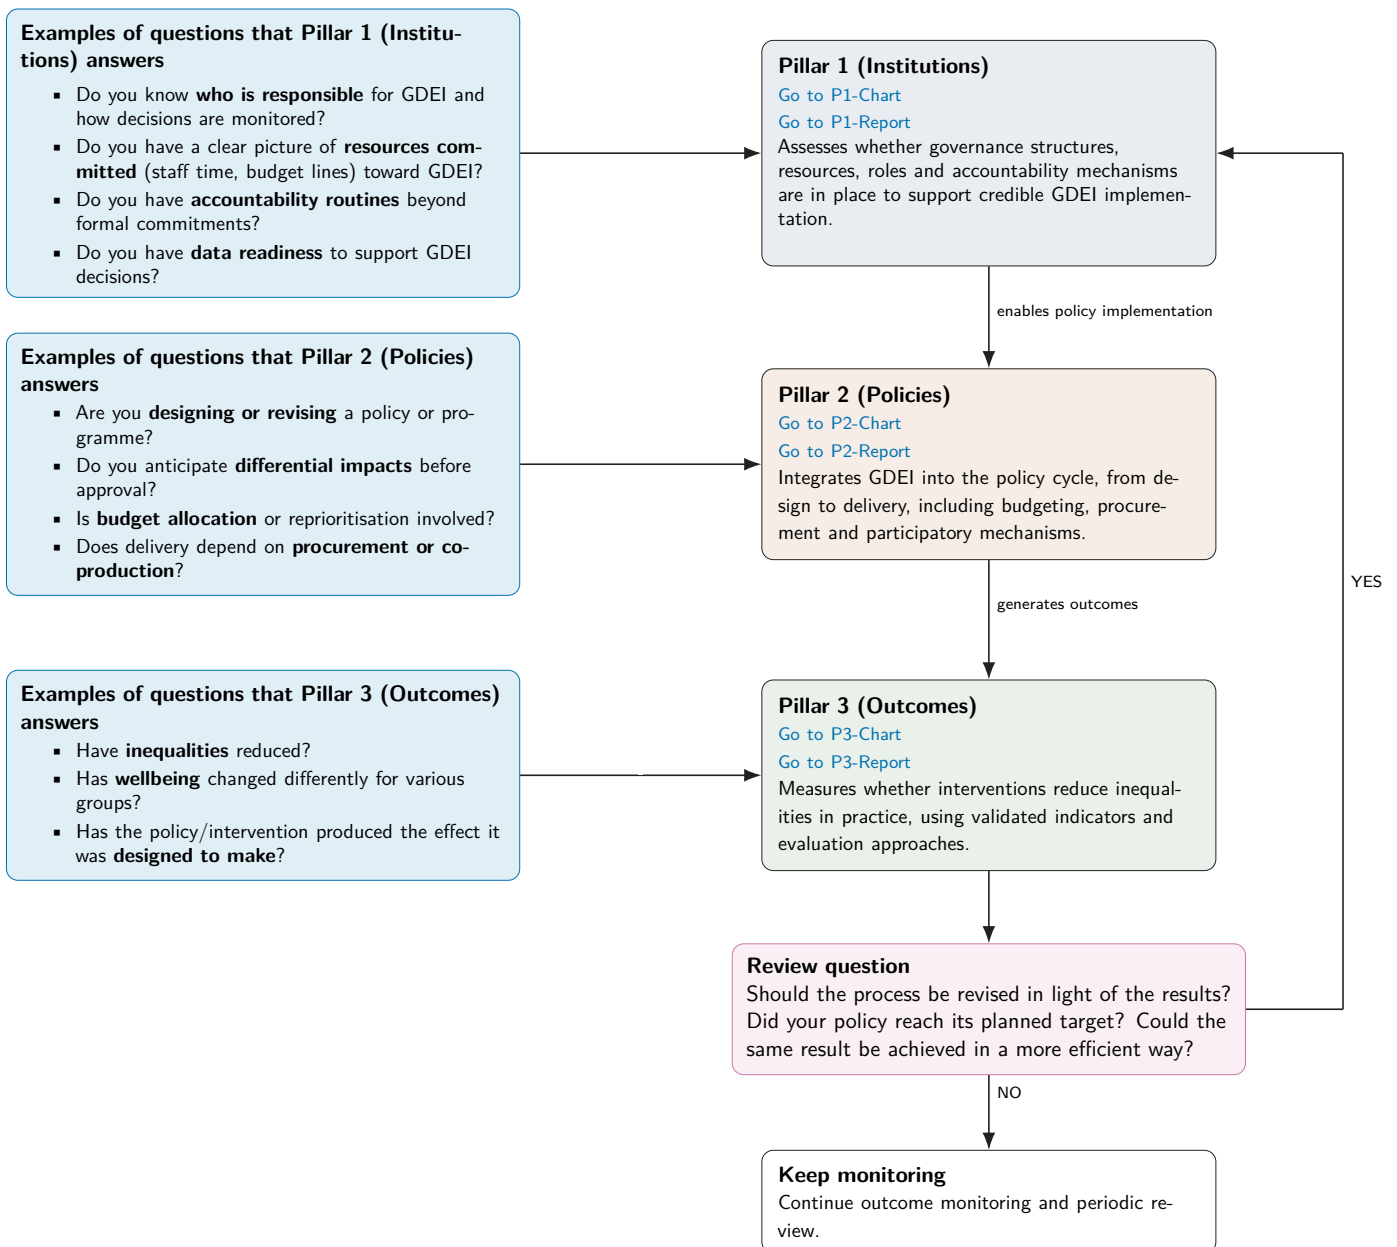 Examples of questions that Pillar 1 (Institu-
tions) answers
▪ Do you know who is responsible for GDEI and
how decisions are monitored?
▪ Do you have a clear picture of resources com-
mitted (staff time, budget lines) toward GDEI?
▪ Do you have accountability routines beyond
formal commitments?
▪ Do you have data readiness to support GDEI
decisions?
Pillar 1 (Institutions)
Go to P1-Chart
Go to P1-Report
Assesses whether governance structures,
resources, roles and accountability mechanisms
are in place to support credible GDEI implemen-
tation.
enables policy implementation
Examples of questions that Pillar 2 (Policies)
answers
▪ Are you designing or revising a policy or pro-
gramme?
▪ Do you anticipate differential impacts before
approval?
▪ Is budget allocation or reprioritisation involved?
▪ Does delivery depend on procurement or co-
production?
Pillar 2 (Policies)
Go to P2-Chart
Go to P2-Report
Integrates GDEI into the policy cycle, from de-
sign to delivery, including budgeting, procure-
ment and participatory mechanisms.
YES
generates outcomes
Examples of questions that Pillar 3 (Outcomes)
answers
▪ Have inequalities reduced?
▪ Has wellbeing changed differently for various
groups?
▪ Has the policy/intervention produced the effect it
was designed to make?
Pillar 3 (Outcomes)
Go to P3-Chart
Go to P3-Report
Measures whether interventions reduce inequal-
ities in practice, using validated indicators and
evaluation approaches.
Review question
Should the process be revised in light of the results?
Did your policy reach its planned target? Could the
same result be achieved in a more efficient way?
NO
Keep monitoring
Continue outcome monitoring and periodic re-
view.